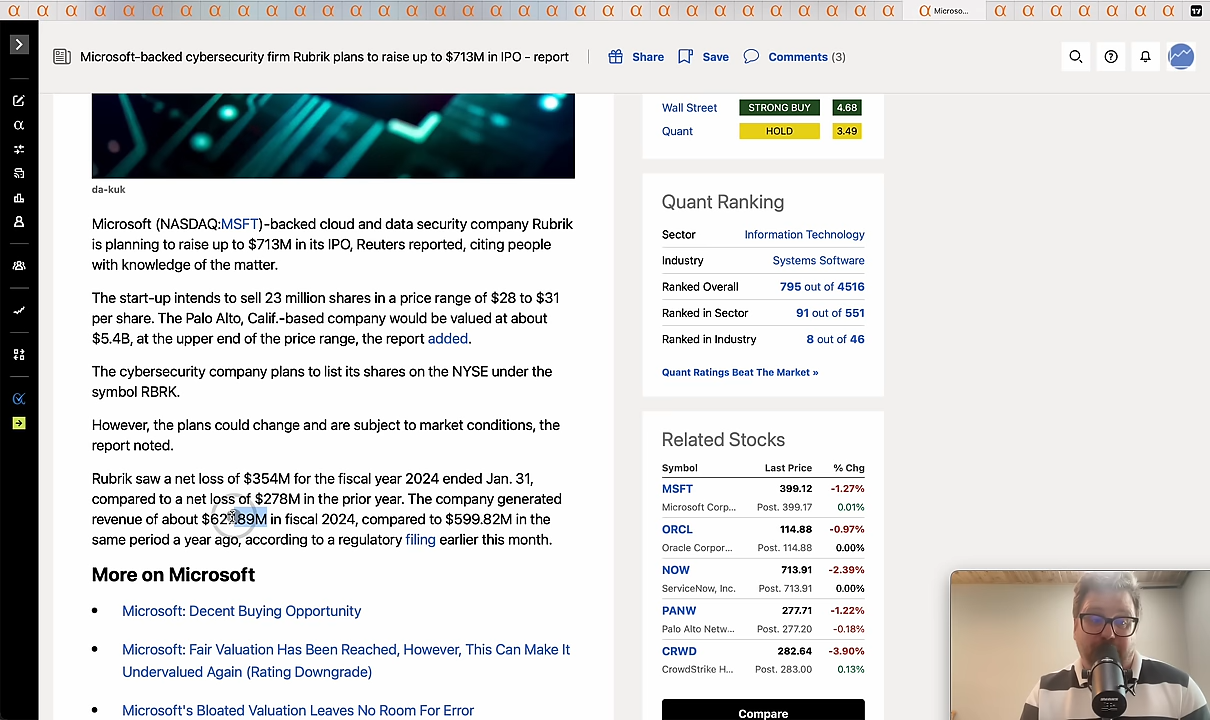 Microso...
Microsoft-backed cybersecurity firm Rubrik plans to raise up to $713M in IPO - report
Share
Save
Comments (3)
da-kuk
Microsoft (NASDAQ:MSFT)-backed cloud and data security company Rubrik
is planning to raise up to $713M in its IPO, Reuters reported, citing people
with knowledge of the matter.
The start-up intends to sell 23 million shares in a price range of $28 to $31
per share. The Palo Alto, Calif.-based company would be valued at about
$5.4B, at the upper end of the price range, the report added.
The cybersecurity company plans to list its shares on the NYSE under the
symbol RBRK.
However, the plans could change and are subject to market conditions, the
report noted.
Rubrik saw a net loss of $354M for the fiscal year 2024 ended Jan. 31,
compared to a net loss of $278M in the prior year. The company generated
revenue of about in fiscal 2024, compared to $599.82M in the
same period a year ago, according to a regulatory filing earlier this month.
More on Microsoft
Microsoft: Decent Buying Opportunity
Microsoft: Fair Valuation Has Been Reached, However, This Can Make It
Undervalued Again (Rating Downgrade)
Microsoft's Bloated Valuation Leaves No Room For Error
Wall Street STRONG BUY 4.68
Quant HOLD 3.49
Quant Ranking
Sector Information Technology
Industry Systems Software
Ranked Overall 795 out of 4516
Ranked in Sector 91 out of 551
Ranked in Industry 8 out of 46
Quant Ratings Beat The Market »
Related Stocks
Symbol Last Price % Chg
MSFT 399.12 -1.27%
Microsoft Corp... Post. 399.17 0.01%
ORCL 114.88 -0.97%
Oracle Corpor... Post. 114.88 0.00%
NOW 713.91 -2.39%
ServiceNow, Inc. Post. 713.91 0.00%
PANW 277.71 -1.22%
Palo Alto Netw... Post. 277.20 -0.18%
CRWD 282.64 -3.90%
CrowdStrike H... Post. 283.00 0.13%
Compare